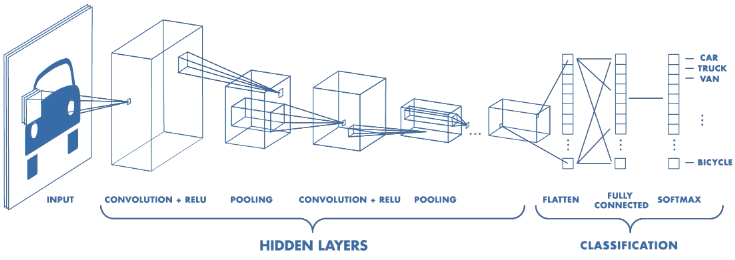 CAR
TRUCK
VAN
BICYCLE
INPUT
CONVOLUTION + RELU
POOLING
CONVOLUTION + RELU
POOLING
FLATTEN
FULLY
CONNECTED
SOFTMAX
HIDDEN LAYERS
CLASSIFICATION